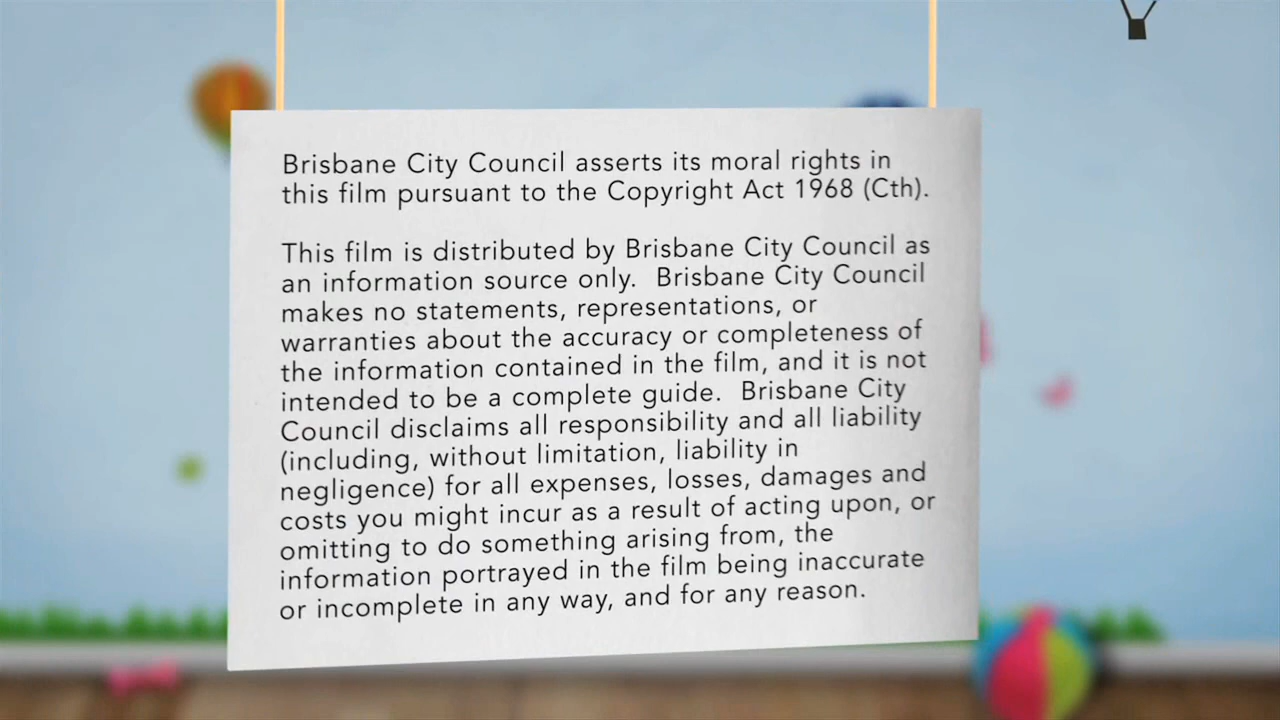 Brisbane City Council asserts its moral rights in
this film pursuant to the Copyright Act 1968 (Cth).
This film is distributed by Brisbane City Council as
an information source only.  Brisbane City Council
makes no statements, representations, or
warranties about the accuracy or completeness of
the information contained in the film, and it is not
intended to be a complete guide.  Brisbane City
Council disclaims all responsibility and all liability
(including, without limitation, liability in
negligence) for all expenses, losses, damages and
costs you might incur as a result of acting upon, or
omitting to do something arising from, the
information portrayed in the film being inaccurate
or incomplete in any way, and for any reason.